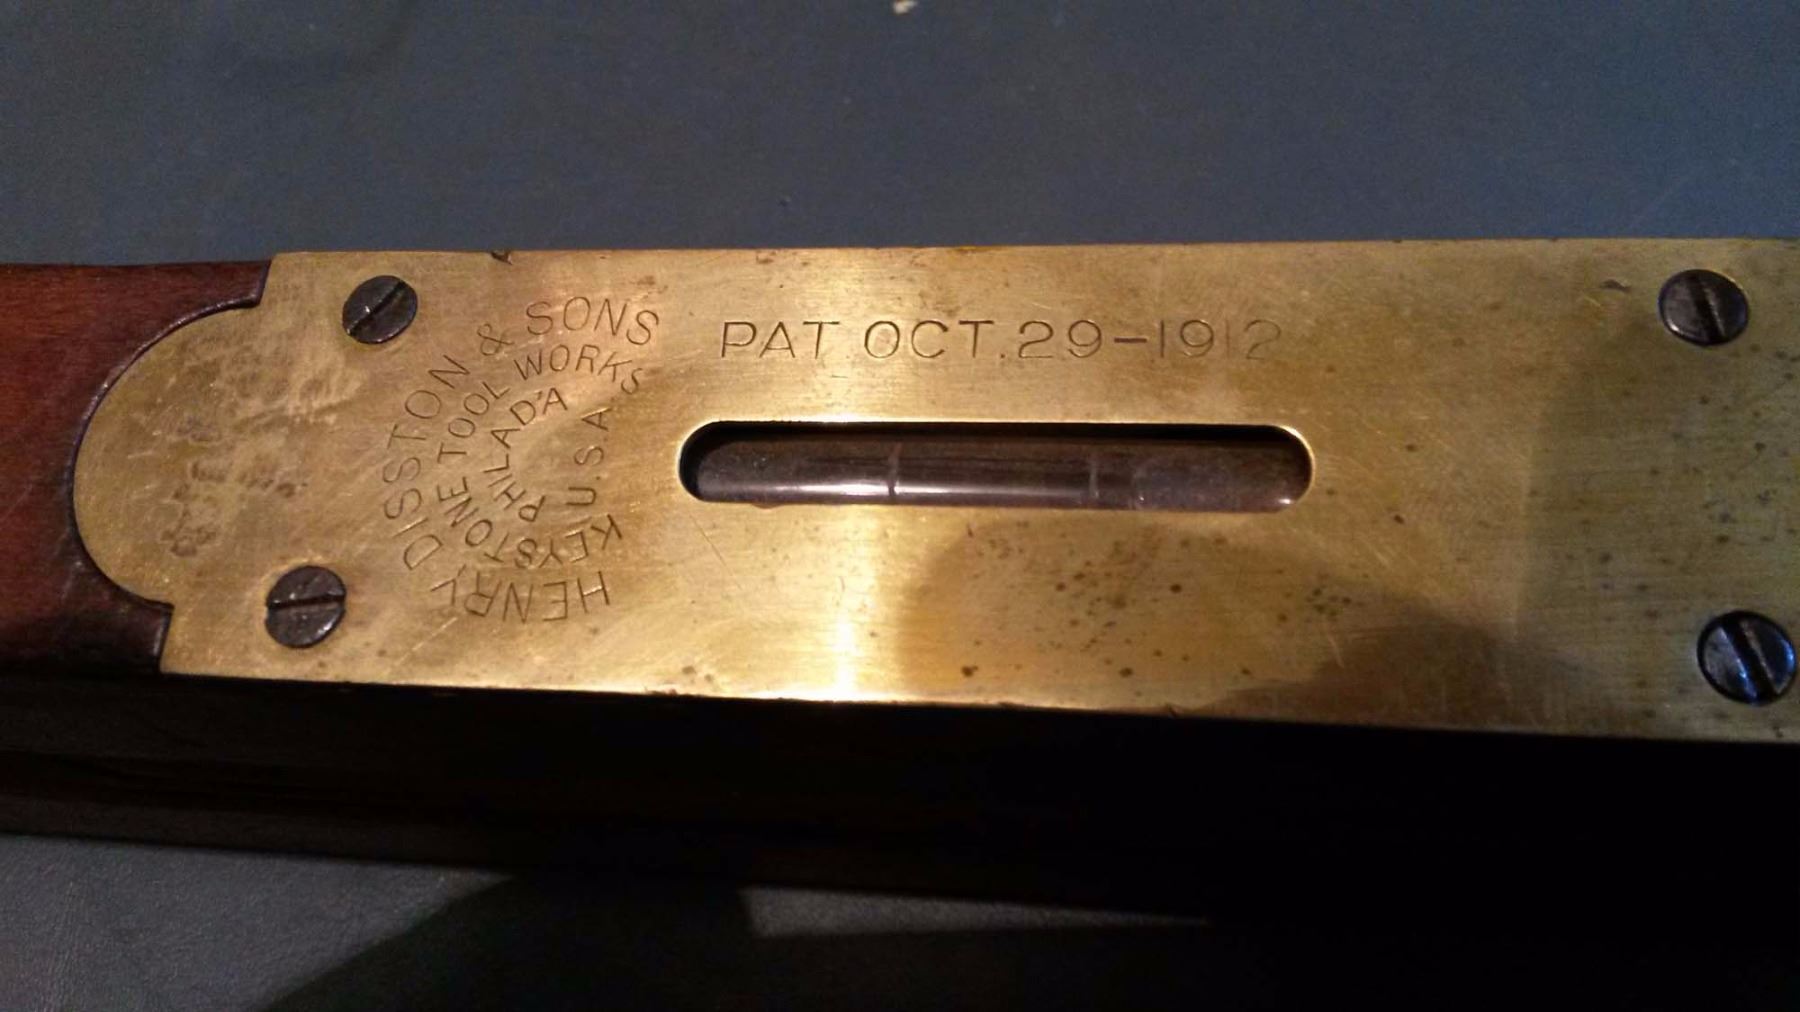 HENRY DISSTON & SONS
KEYSTONE TOOL WORKS
PHILAD'A
U.S.A
PAT. OCT. 29-1912